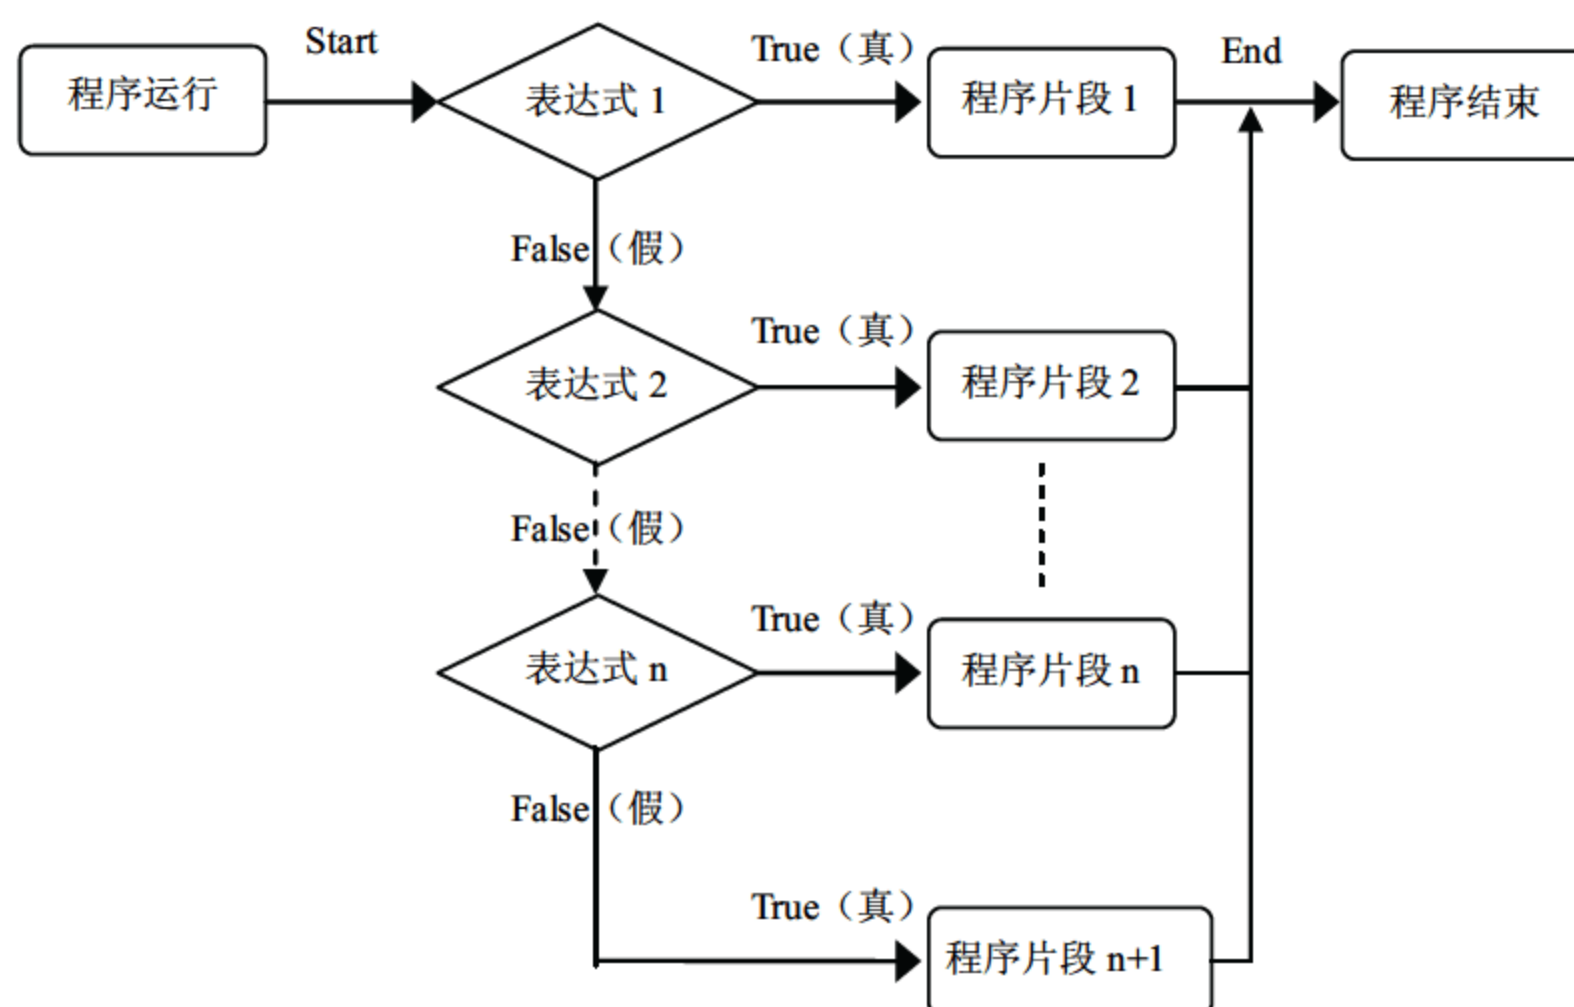 程序运行
Start
表达式 1
True（真）
程序片段 1
End
程序结束
False（假）
表达式 2
True（真）
程序片段 2
False（假）
表达式 n
True（真）
程序片段 n
False（假）
True（真）
程序片段 n+1